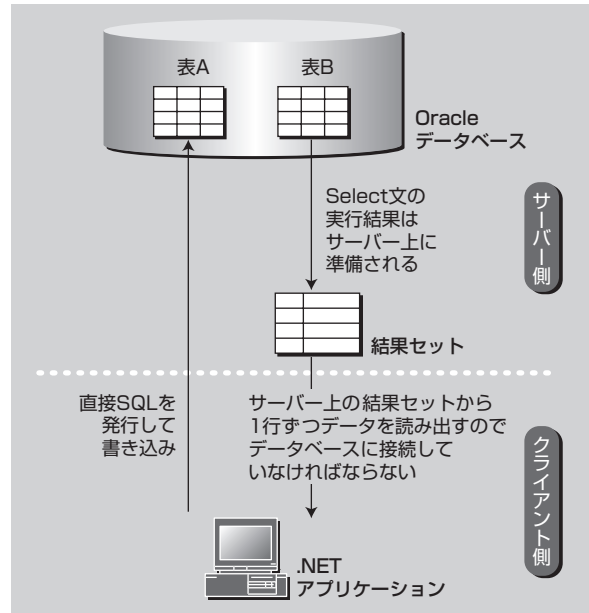 表A
表B
Oracle
データベース
Select文の
実行結果は
サーバー上に
準備される
サーバー側
結果セット
直接SQLを
発行して
書き込み
サーバー上の結果セットから
1行ずつデータを読み出すので
データベースに接続して
いなければならない
クライアント側
.NET
アプリケーション